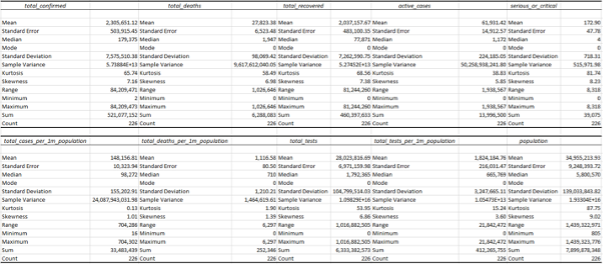 total_confirmed total_deaths total_recovered active_cases serious_or_critical
Mean 2,305,651.12 Mean 27,823.38 Mean 2,037,157.67 Mean 61,931.42 Mean 172.90
Standard Error 503,915.45 Standard Error 6,523.48 Standard Error 483,100.35 Standard Error 14,912.57 Standard Error 47.78
Median 179,375 Median 1,947 Median 77,871 Median 1,172 Median 4
Mode 0 Mode 0 Mode 0 Mode 0
Standard Deviation 7,575,510.38 Standard Deviation 98,069.42 Standard Deviation 7,262,390.75 Standard Deviation 224,185.05 Standard Deviation 718.31
Sample Variance 5.73884E+13 Sample Variance 9,617,612,040.05 Sample Variance 5.27432E+13 Sample Variance 50,258,938,241.80 Sample Variance 515,971.98
Kurtosis 65.74 Kurtosis 58.49 Kurtosis 68.56 Kurtosis 38.83 Kurtosis 81.74
Skewness 7.16 Skewness 6.98 Skewness 7.38 Skewness 5.85 Skewness 8.23
Range 84,209,471 Range 1,026,646 Range 81,244,260 Range 1,938,567 Range 8,318
Minimum 2 Minimum 0 Minimum 0 Minimum 0 Minimum 0
Maximum 84,209,473 Maximum 1,026,646 Maximum 81,244,260 Maximum 1,938,567 Maximum 8,318
Sum 521,077,152 Sum 6,288,083 Sum 460,397,633 Sum 13,996,500 Sum 39,075
Count 226 Count 226 Count 226 Count 226 Count 226
total_cases_per_1m_population total_deaths_per_1m_population total_tests total_tests_per_1m_population population
Mean 148,156.81 Mean 1,116.58 Mean 28,023,816.69 Mean 1,824,184.76 Mean 34,955,213.93
Standard Error 10,323.94 Standard Error 80.50 Standard Error 6,971,139.98 Standard Error 216,031.47 Standard Error 9,248,393.72
Median 98,272 Median 710 Median 1,792,365 Median 665,769 Median 5,800,570
Mode 0 Mode 0 Mode 0 Mode 0
Standard Deviation 155,202.91 Standard Deviation 1,210.21 Standard Deviation 104,799,514.03 Standard Deviation 3,247,665.11 Standard Deviation 139,033,843.82
Sample Variance 24,087,943,031.98 Sample Variance 1,464,619.61 Sample Variance 1.09829E+16 Sample Variance 1.05473E+13 Sample Variance 1.93304E+16
Kurtosis 0.13 Kurtosis 1.90 Kurtosis 53.95 Kurtosis 15.24 Kurtosis 87.75
Skewness 1.01 Skewness 1.39 Skewness 6.86 Skewness 3.60 Skewness 9.02
Range 704,286 Range 6,297 Range 1,016,882,505 Range 21,842,472 Range 1,439,322,971
Minimum 16 Minimum 0 Minimum 0 Minimum 0 Minimum 805
Maximum 704,302 Maximum 6,297 Maximum 1,016,882,505 Maximum 21,842,472 Maximum 1,439,323,776
Sum 33,483,439 Sum 252,346 Sum 6,333,382,573 Sum 412,265,755 Sum 7,899,878,348
Count 226 Count 226 Count 226 Count 226 Count 226